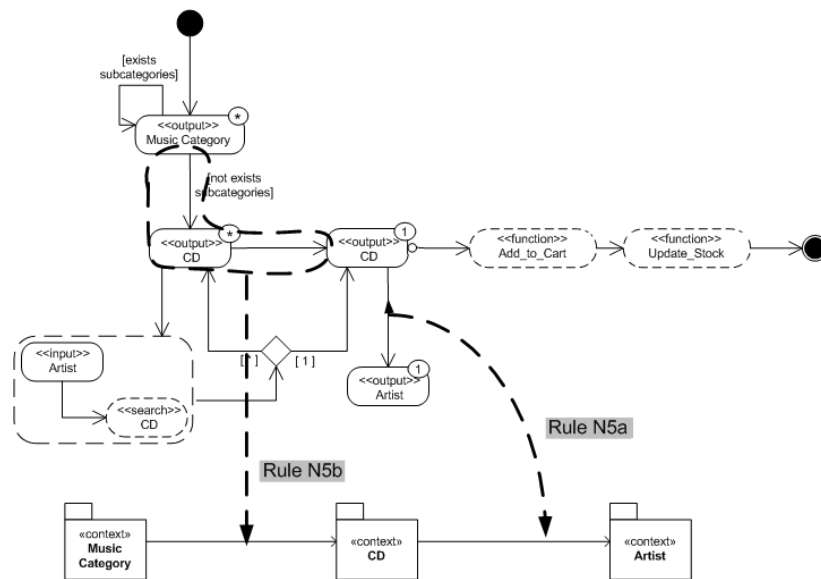 [exists
subcategories]
<<output>>
*
Music Category
[not exists
subcategories]
<<output>>
*
CD
<<output>>
1
CD
<<function>>
Add_to_Cart
<<function>>
Update_Stock
<<input>>
Artist
<<search>>
CD
[ 1 ]
<<output>>
1
Artist
Rule N5a
Rule N5b
«context»
Music
Category
«context»
CD
«context»
Artist